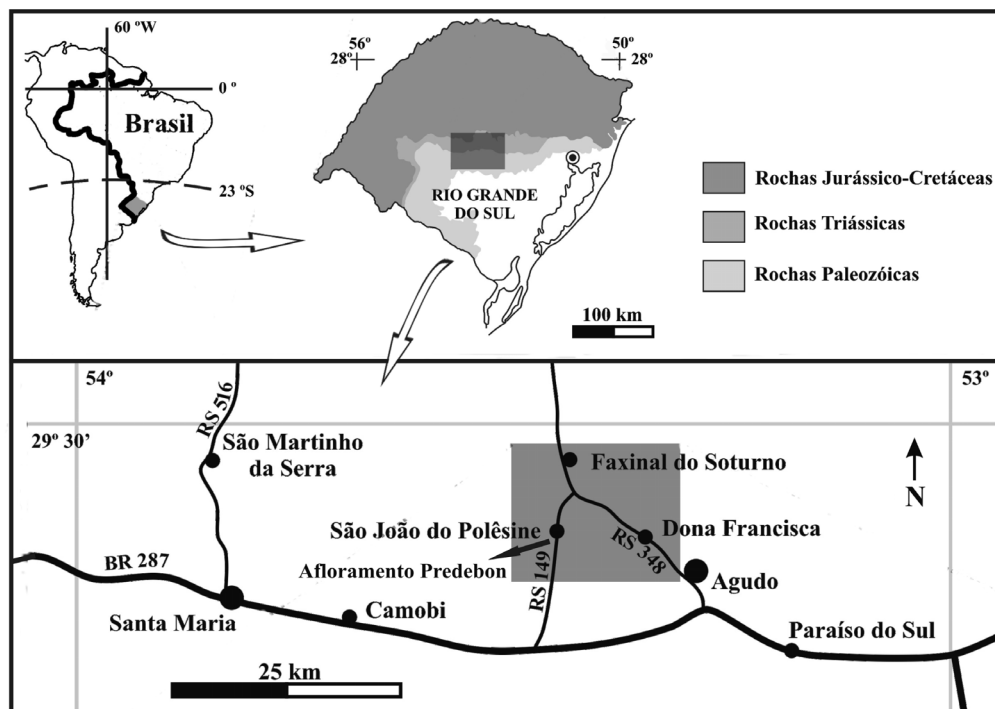 60 ºW
0 º
Brasil
23 ºS
56º
28º
50º
28º
RIO GRANDE
DO SUL
100 km
Rochas Jurássico-Cretáceas
Rochas Triássicas
Rochas Paleozóicas
54º
53º
29º 30’
RS 516
São Martinho
da Serra
Faxinal do Soturno
N
São João do Polêsine
Dona Francisca
RS 348
Afloramento Predebon
RS 149
BR 287
Agudo
Santa Maria
Camobi
Paraíso do Sul
25 km